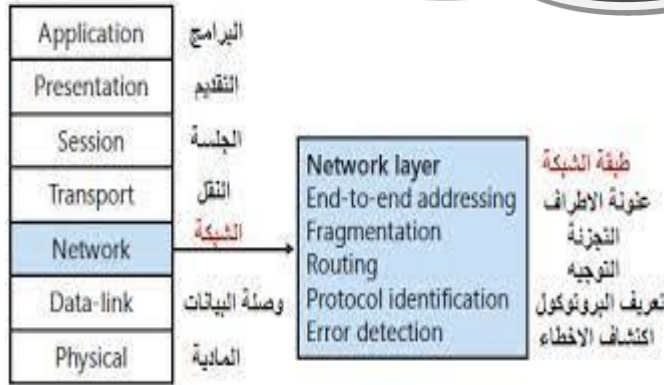 Application البرامج
Presentation التقديم
Session الجلسة
Transport النقل
Network الشبكة
Data-link وصلة البيانات
Physical المادية
Network layer طبقة الشبكة
End-to-end addressing عنونة الاطراف
Fragmentation التجزئة
Routing التوجيه
Protocol identification تعريف البروتوكول
Error detection اكتشاف الاخطاء